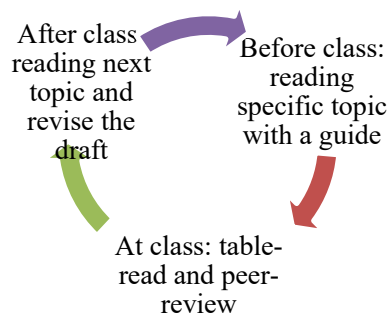 After class
reading next
topic and
revise the
draft
Before class:
reading
specific topic
with a guide
At class: table-
read and peer-
review